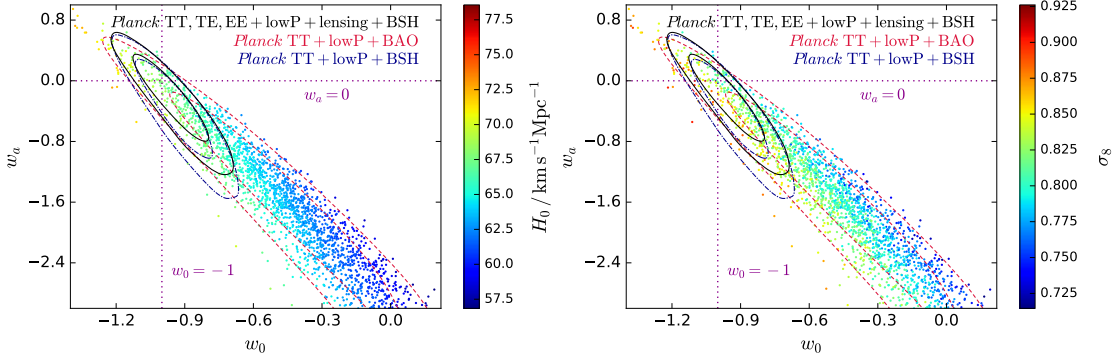 Planck TT, TE, EE + lowP + lensing + BSH
Planck TT + lowP + BAO
Planck TT + lowP + BSH
w_a = 0
w_0 = −1
0.8
0.0
−0.8
−1.6
−2.4
w_a
−1.2
−0.9
−0.6
−0.3
0.0
w_0
77.5
75.0
72.5
70.0
67.5
65.0
62.5
60.0
57.5
H_0 / km s^−1 Mpc^−1
Planck TT, TE, EE + lowP + lensing + BSH
Planck TT + lowP + BAO
Planck TT + lowP + BSH
w_a = 0
w_0 = −1
0.8
0.0
−0.8
−1.6
−2.4
w_a
−1.2
−0.9
−0.6
−0.3
0.0
w_0
0.925
0.900
0.875
0.850
0.825
0.800
0.775
0.750
0.725
σ_8